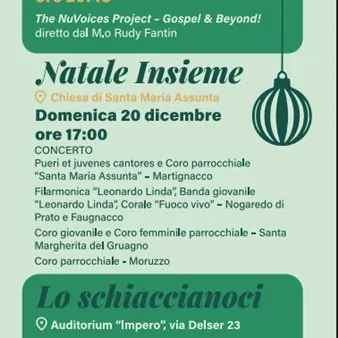 The NuVoices Project – Gospel & Beyond!
diretto dal M,o Rudy Fantin
Natale Insieme
Chiesa di Santa Maria Assunta
Domenica 20 dicembre
ore 17:00
CONCERTO
Pueri et juvenes cantores e Coro parrocchiale
“Santa Maria Assunta” – Martignacco
Filarmonica “Leonardo Linda”, Banda giovanile
“Leonardo Linda”, Corale “Fuoco vivo” – Nogaredo di
Prato e Faugnacco
Coro giovanile e Coro femminile parrocchiale – Santa
Margherita del Gruagno
Coro parrocchiale - Moruzzo
Lo schiaccianoci
Auditorium “Impero”, via Delser 23